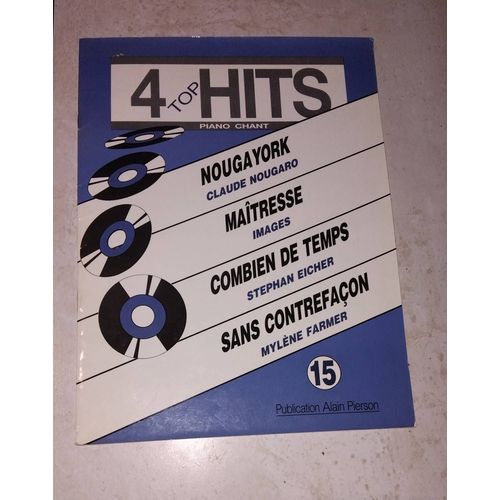 4 TOP HITS
PIANO CHANT
NOUGAYORK
CLAUDE NOUGARO
MAÎTRESSE
IMAGES
COMBIEN DE TEMPS
STEPHAN EICHER
SANS CONTREFAÇON
MYLÈNE FARMER
15
Publication Alain Pierson